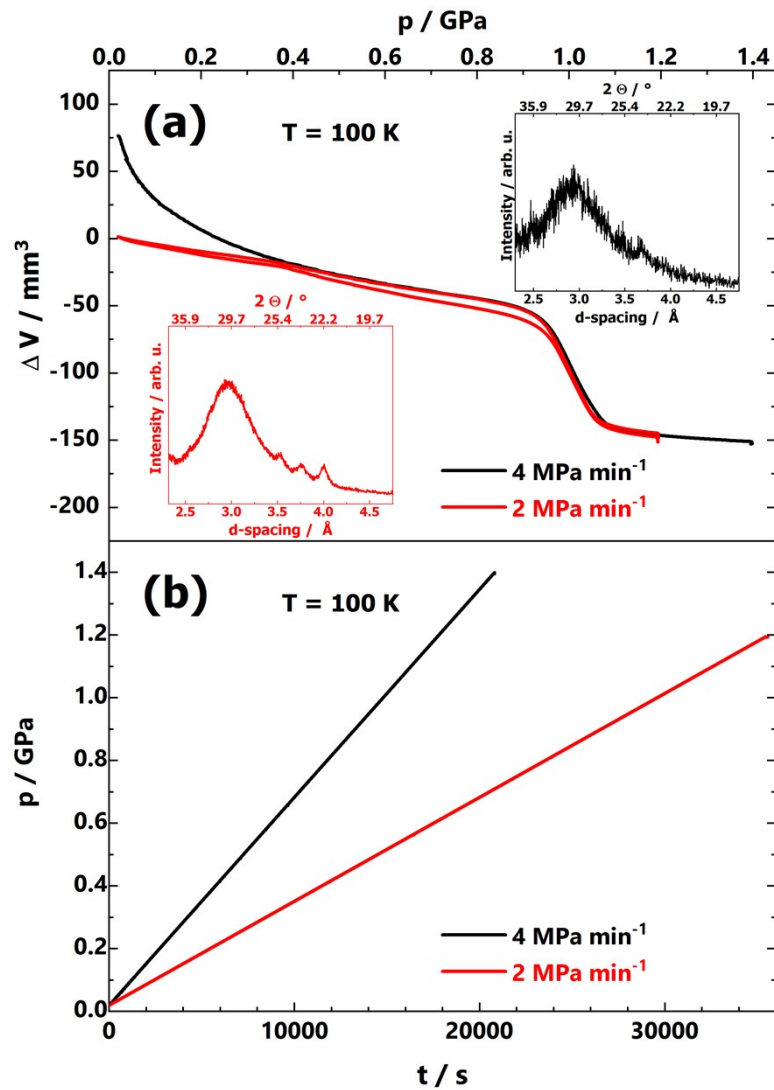 p / GPa
0.0 0.2 0.4 0.6 0.8 1.0 1.2 1.4
100
50
0
-50
-100
-150
-200
Δ V / mm³
(a)
T = 100 K
2 Θ / °
35.9 29.7 25.4 22.2 19.7
Intensity / arb. u.
2.5 3.0 3.5 4.0 4.5
d-spacing / Å
2 Θ / °
35.9 29.7 25.4 22.2 19.7
Intensity / arb. u.
2.5 3.0 3.5 4.0 4.5
d-spacing / Å
4 MPa min⁻¹
2 MPa min⁻¹
(b)
T = 100 K
1.4
1.2
1.0
0.8
0.6
0.4
0.2
0.0
p / GPa
4 MPa min⁻¹
2 MPa min⁻¹
0 10000 20000 30000
t / s